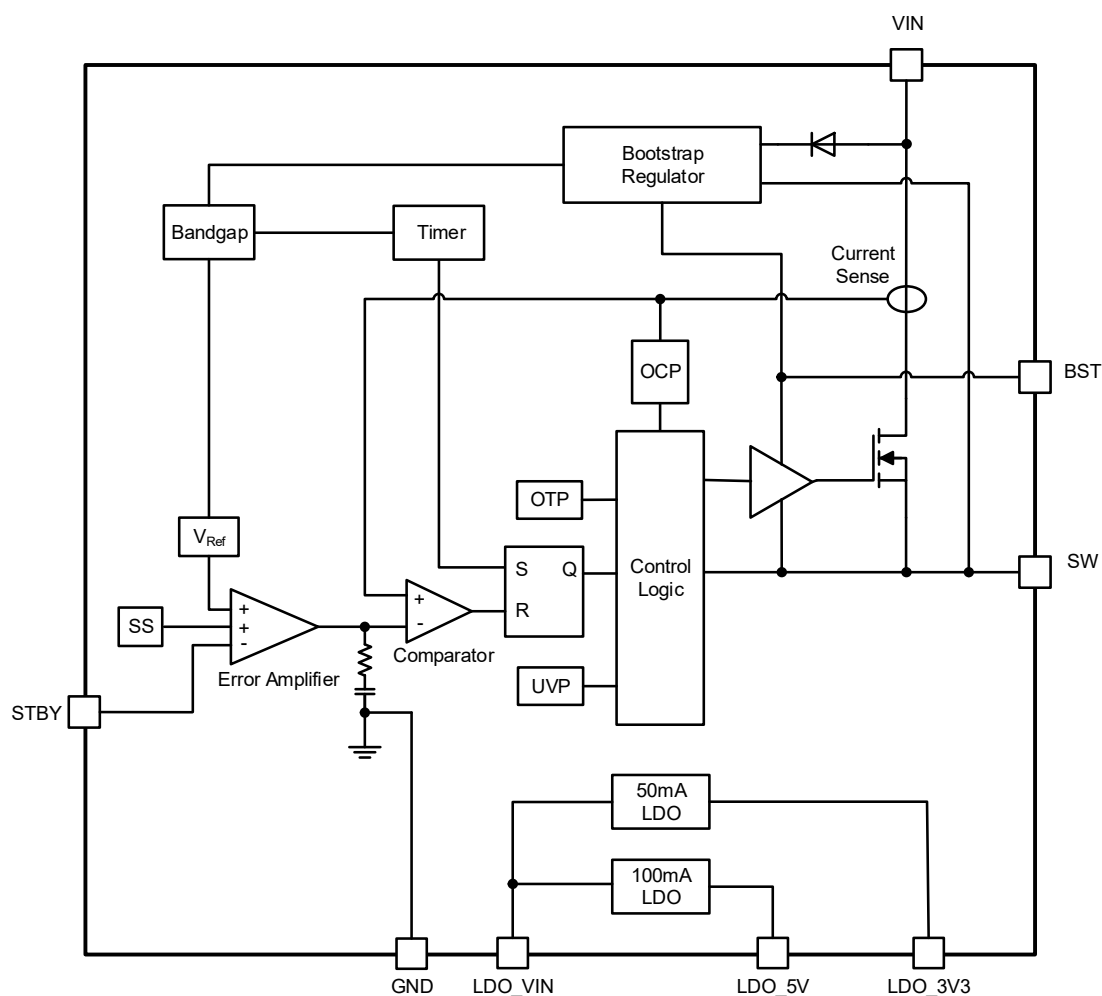 VIN
Bootstrap
Regulator
Bandgap
Timer
Current
Sense
OCP
BST
OTP
V_Ref
S
Q
R
Control
Logic
SW
+
-
Comparator
SS
+
+
-
Error Amplifier
UVP
STBY
50mA
LDO
100mA
LDO
GND
LDO_VIN
LDO_5V
LDO_3V3